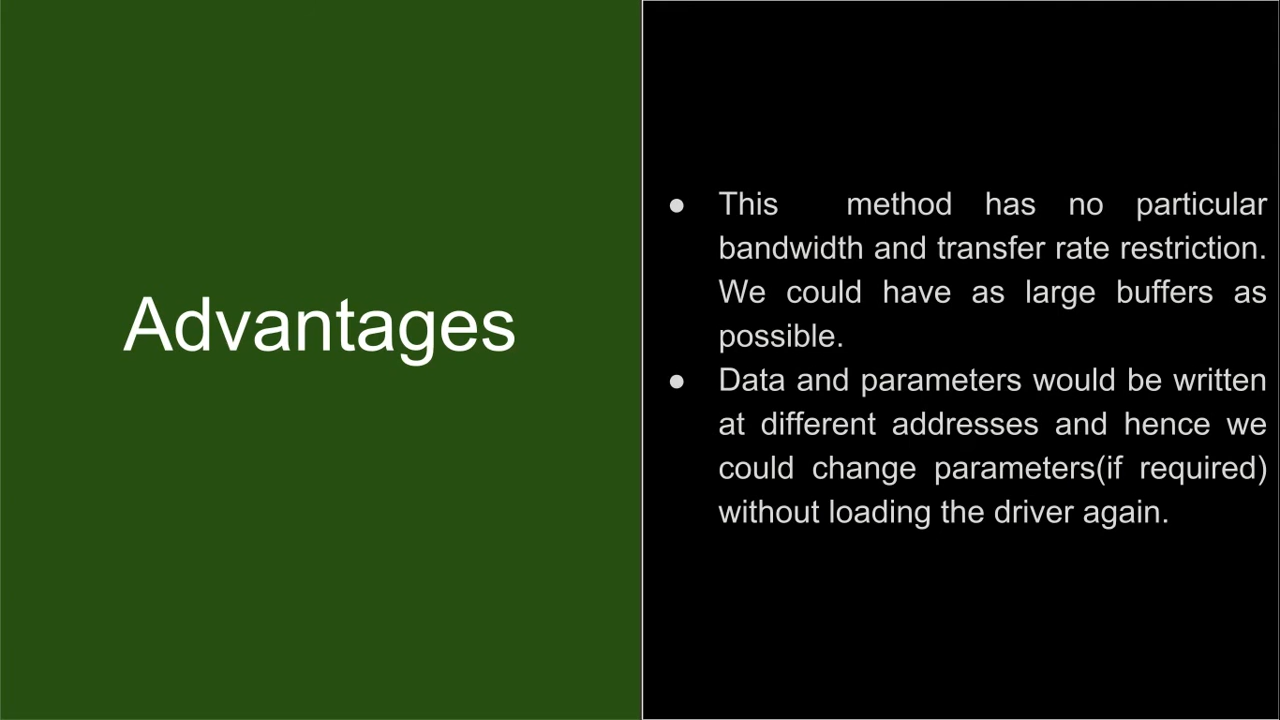 Advantages
● This method has no particular
bandwidth and transfer rate restriction.
We could have as large buffers as
possible.
● Data and parameters would be written
at different addresses and hence we
could change parameters(if required)
without loading the driver again.